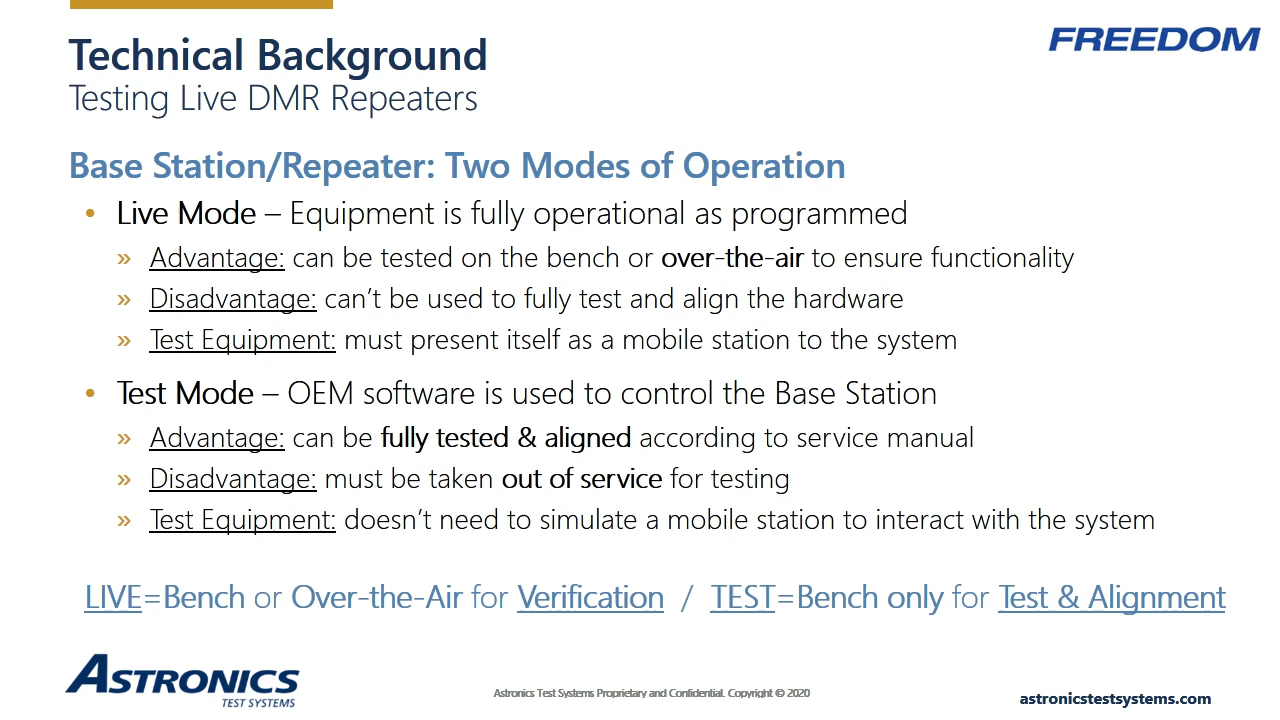 Technical Background
FREEDOM
Testing Live DMR Repeaters
Base Station/Repeater: Two Modes of Operation
• Live Mode – Equipment is fully operational as programmed
» Advantage: can be tested on the bench or over-the-air to ensure functionality
» Disadvantage: can’t be used to fully test and align the hardware
» Test Equipment: must present itself as a mobile station to the system
• Test Mode – OEM software is used to control the Base Station
» Advantage: can be fully tested & aligned according to service manual
» Disadvantage: must be taken out of service for testing
» Test Equipment: doesn’t need to simulate a mobile station to interact with the system
LIVE=Bench or Over-the-Air for Verification / TEST=Bench only for Test & Alignment
ASTRONICS
TEST SYSTEMS
Astronics Test Systems Proprietary and Confidential. Copyright © 2020
astronicstestsystems.com